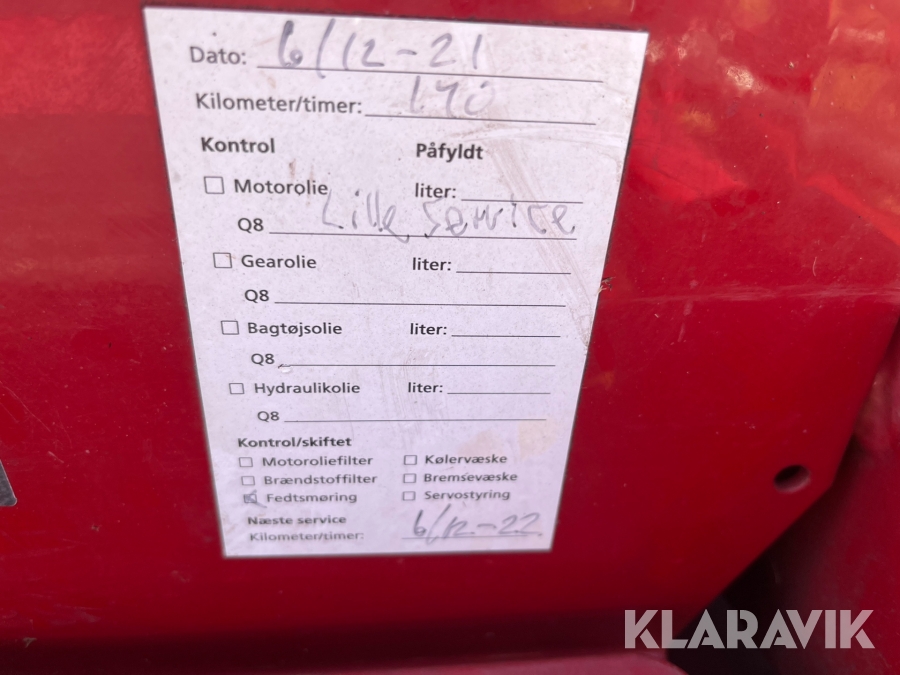 Dato: 6/12-21
Kilometer/timer: 140
Kontrol Påfyldt
Motorolie liter:
Lille Service
Q8
Gearolie liter:
Q8
Bagtøjsolie liter:
Q8
Hydraulikolie liter:
Q8
Kontrol/skiftet
Motoroliefilter Kølervæske
Brændstoffilter Bremsevæske
Fedtsmøring Servostyring
Næste service
Kilometer/timer: 6/12-22
KLARAVIK